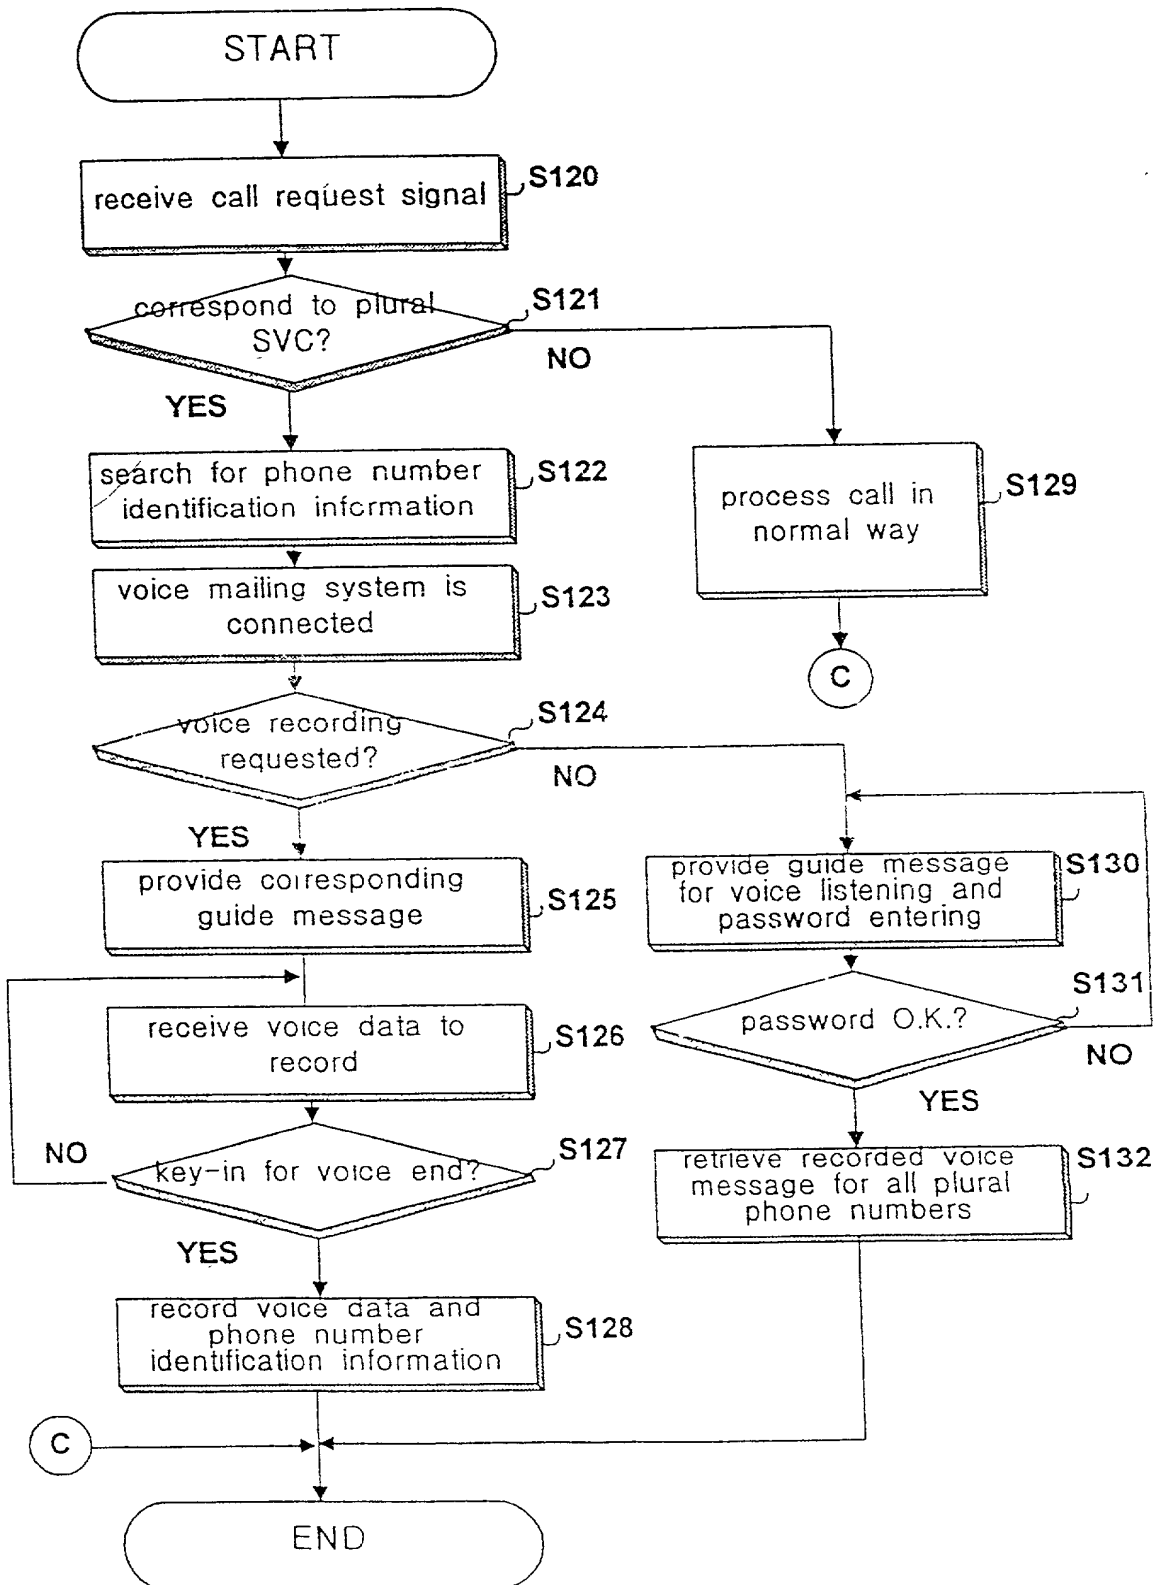 START
receive call request signal
S120
correspond to plural
SVC?
S121
NO
YES
search for phone number
identification information
S122
process call in
normal way
S129
voice mailing system is
connected
S123
C
voice recording
requested?
S124
NO
YES
provide corresponding
guide message
S125
provide guide message
for voice listening and
password entering
S130
receive voice data to
record
S126
password O.K.?
S131
NO
YES
key-in for voice end?
S127
NO
YES
retrieve recorded voice
message for all plural
phone numbers
S132
record voice data and
phone number
identification information
S128
C
END